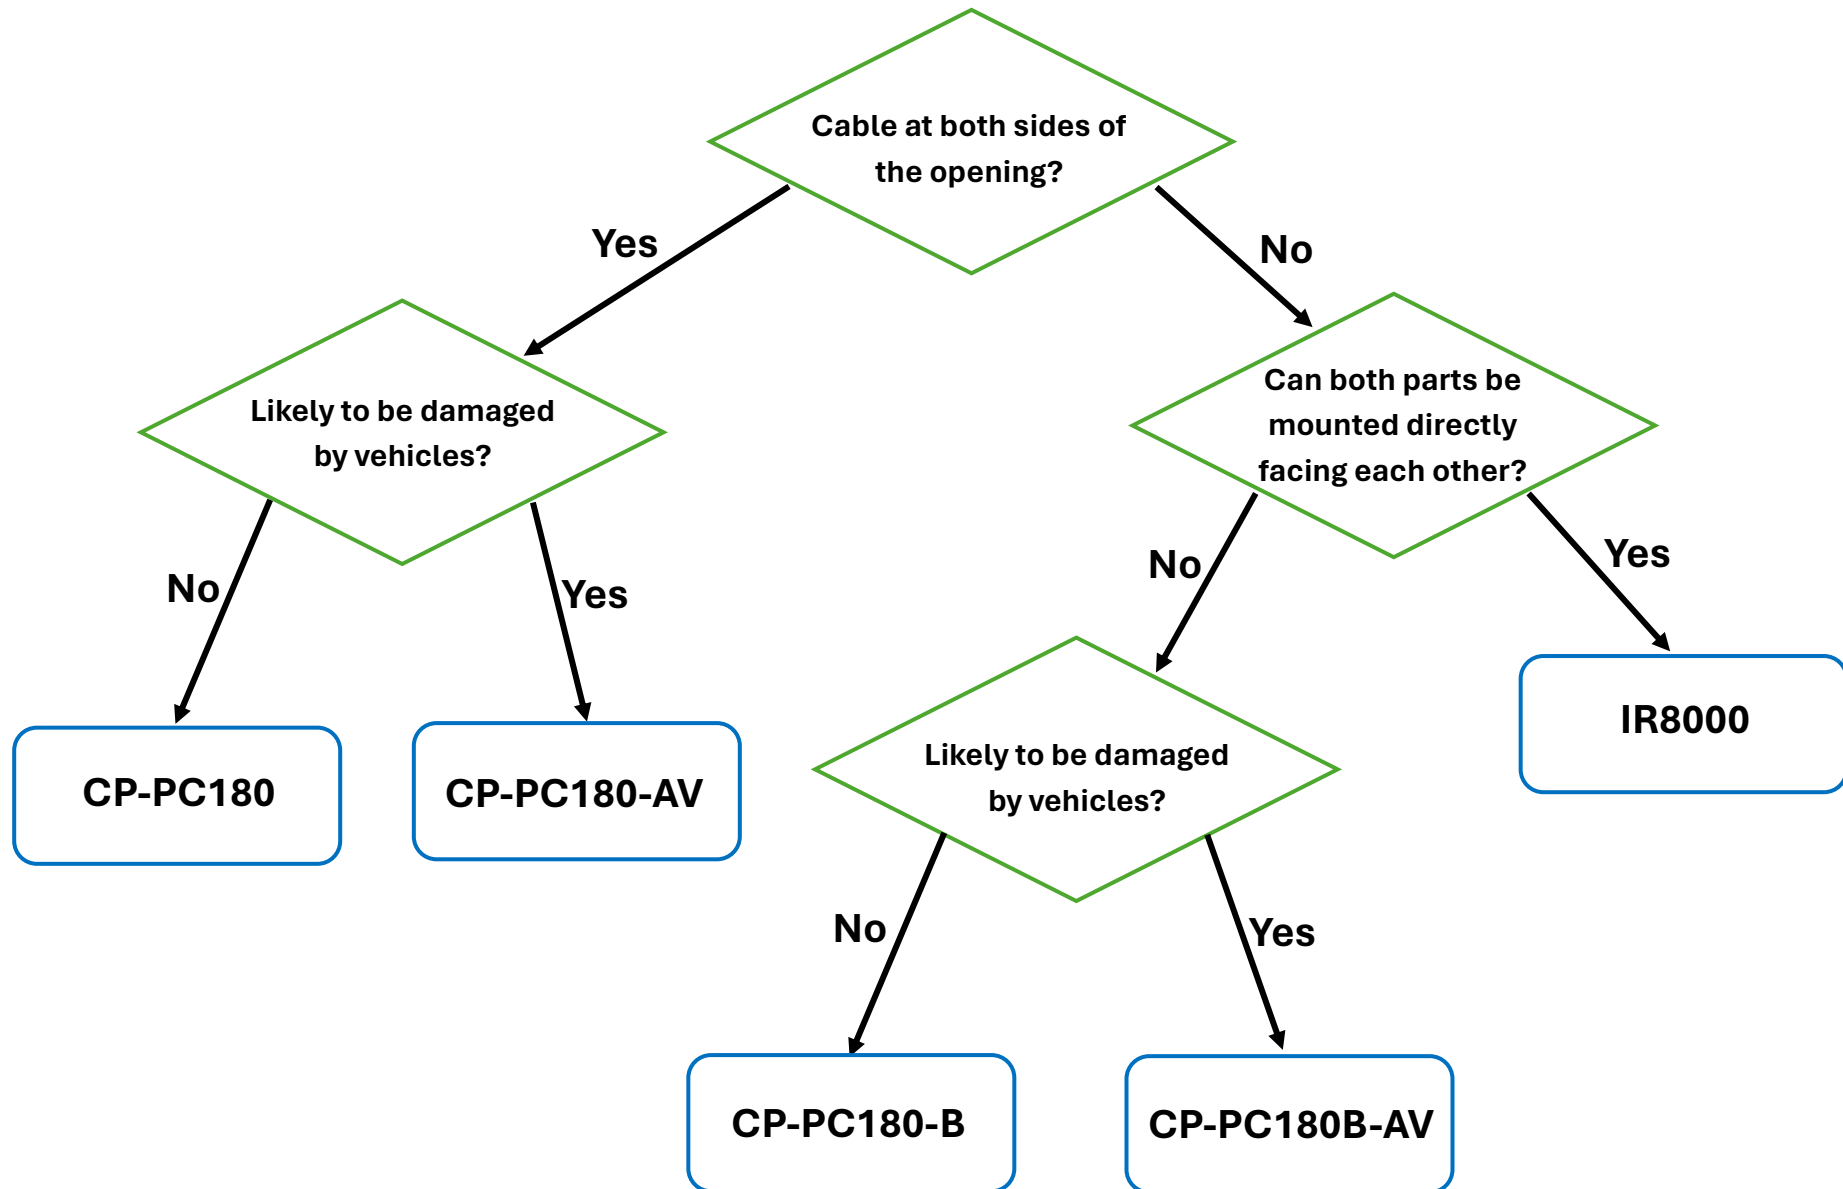 Cable at both sides of
the opening?
Yes
No
Likely to be damaged
by vehicles?
Can both parts be
mounted directly
facing each other?
No
Yes
No
Yes
CP-PC180
CP-PC180-AV
Likely to be damaged
by vehicles?
IR8000
No
Yes
CP-PC180-B
CP-PC180B-AV